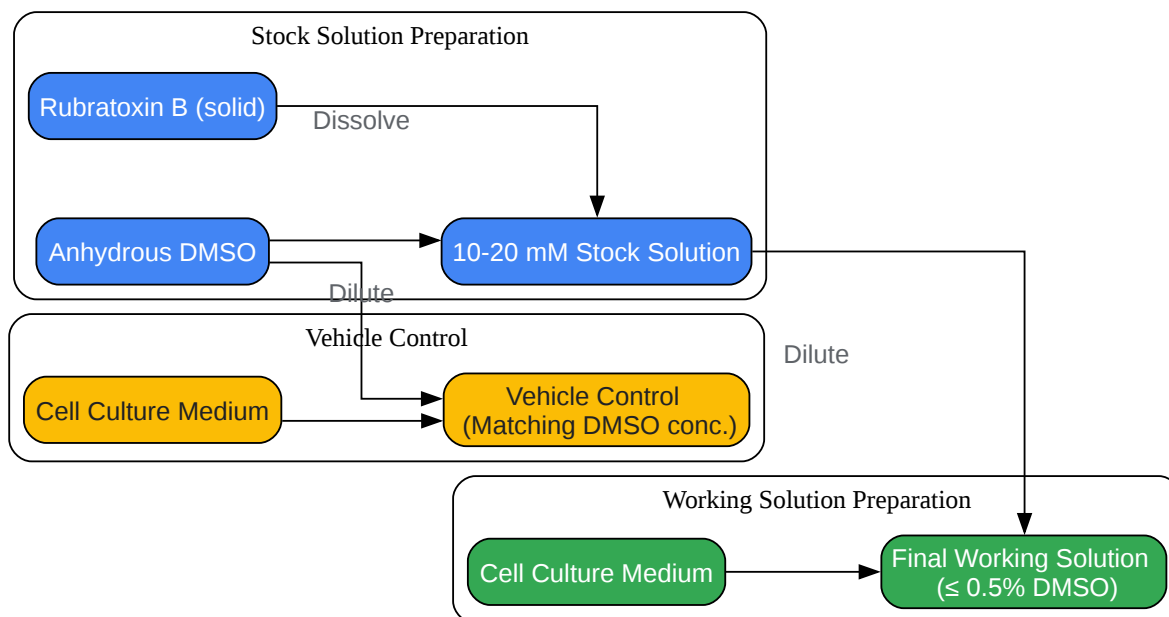 Stock Solution Preparation
Rubratoxin B (solid)
Dissolve
Anhydrous DMSO
10-20 mM Stock Solution
Dilute
Vehicle Control
Dilute
Cell Culture Medium
Vehicle Control
(Matching DMSO conc.)
Working Solution Preparation
Cell Culture Medium
Final Working Solution
(≤ 0.5% DMSO)